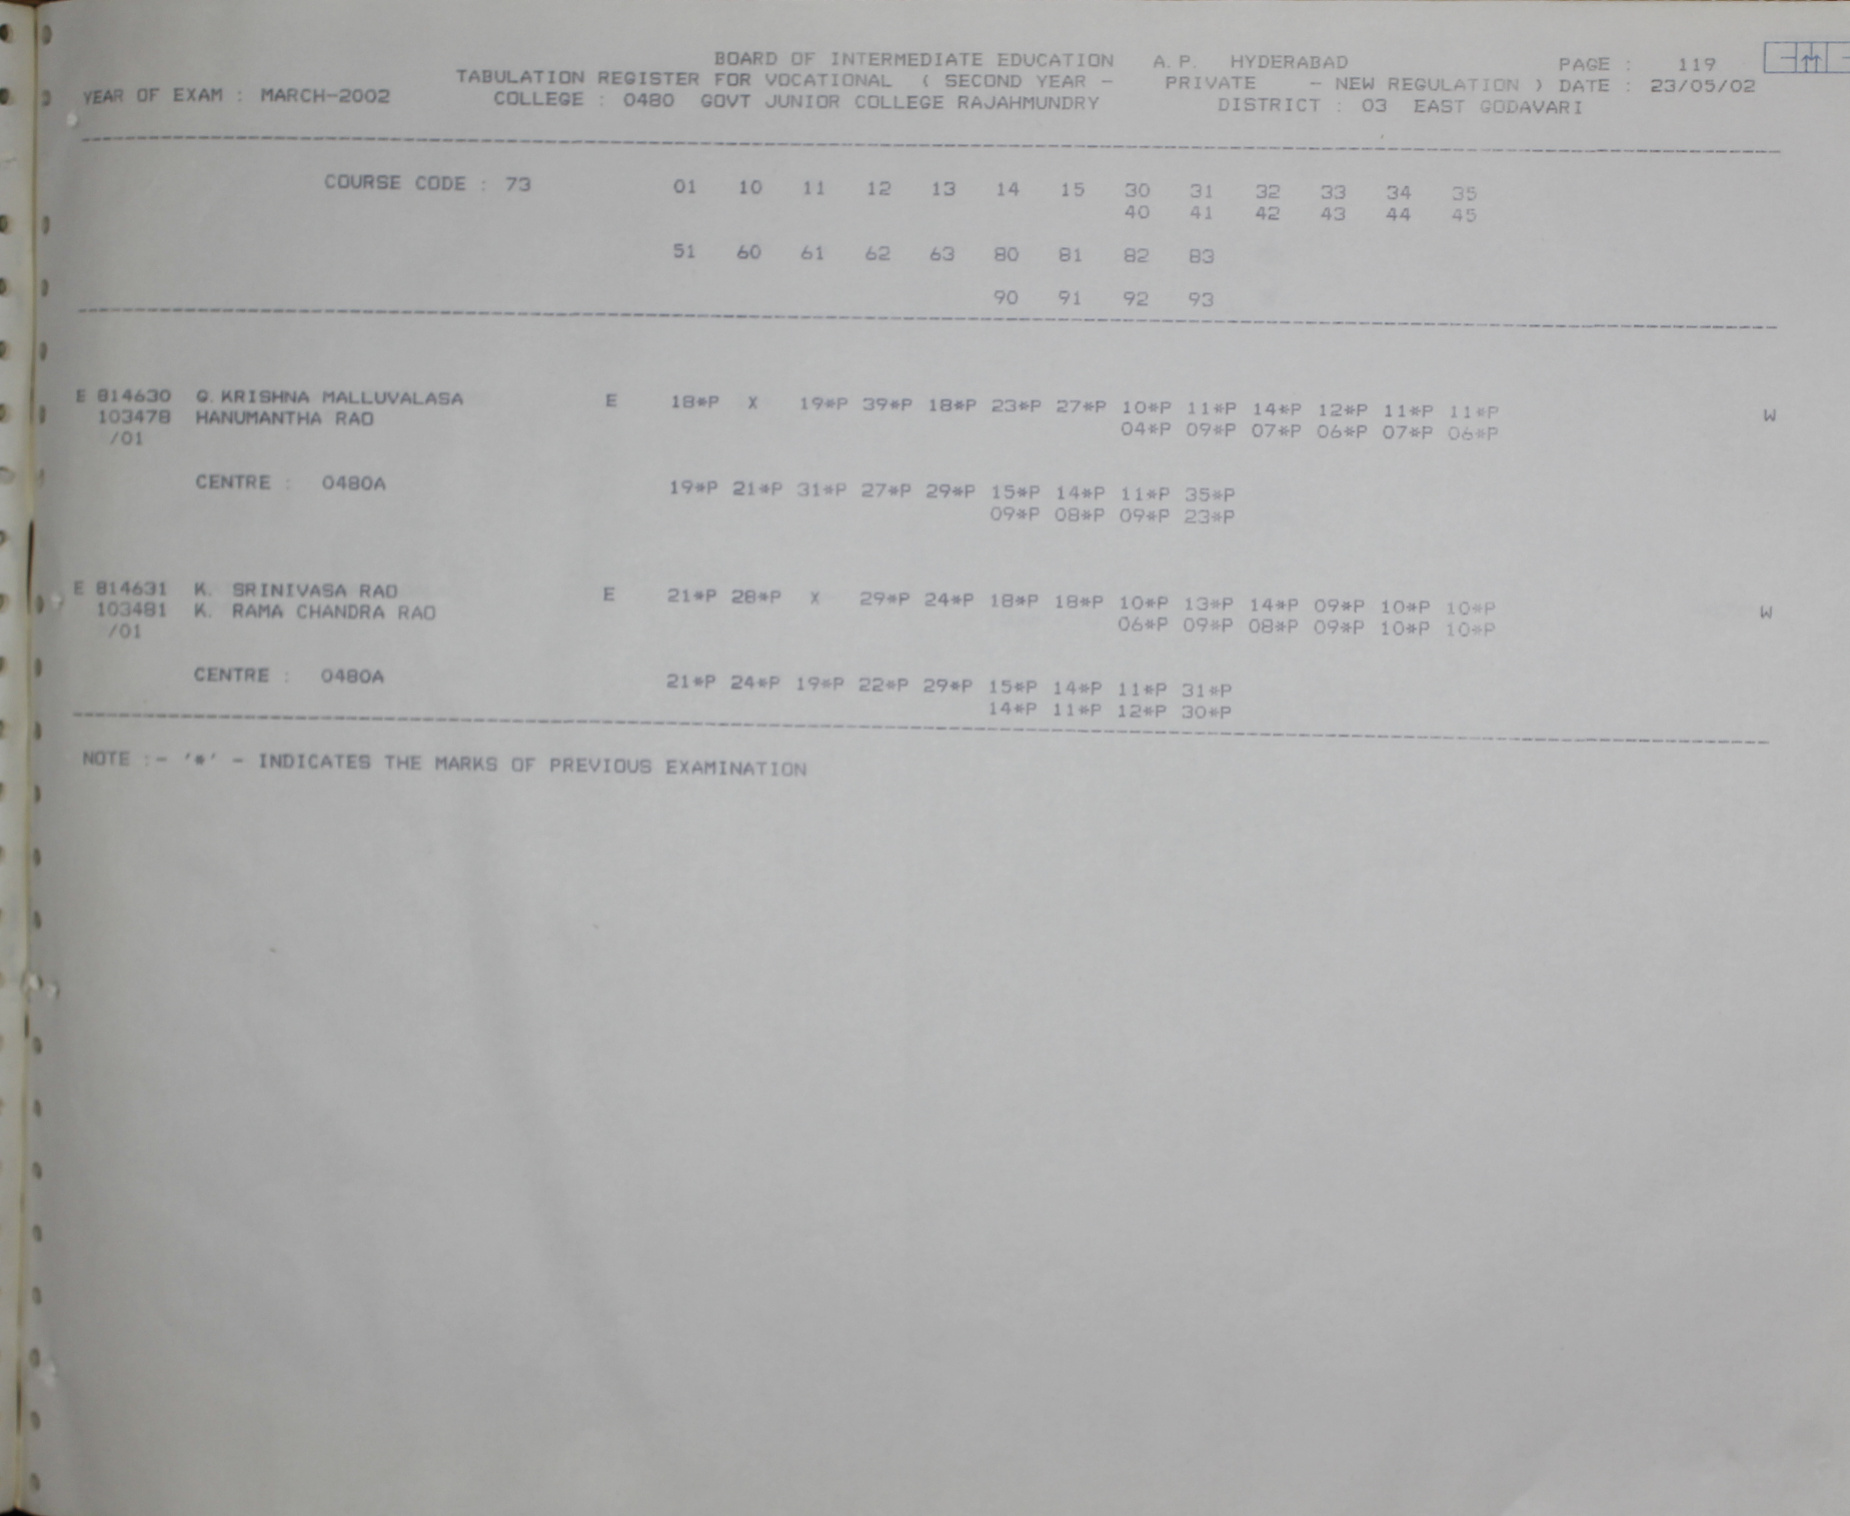 BOARD OF INTERMEDIATE EDUCATION A.P. HYDERABAD PAGE : 119
TABULATION REGISTER FOR VOCATIONAL ( SECOND YEAR - PRIVATE - NEW REGULATION ) DATE : 23/05/02
YEAR OF EXAM : MARCH-2002 COLLEGE : 0480 GOVT JUNIOR COLLEGE RAJAHMUNDRY DISTRICT : 03 EAST GODAVARI
COURSE CODE : 73 01 10 11 12 13 14 15 30 31 32 33 34 35
40 41 42 43 44 45
51 60 61 62 63 80 81 82 83
90 91 92 93
E 814630 G.KRISHNA MALLUVALASA E 18*P X 19*P 39*P 18*P 23*P 27*P 10*P 11*P 14*P 12*P 11*P 11*P W
103478 HANUMANTHA RAO 04*P 09*P 07*P 06*P 07*P 06*P
/01
CENTRE : 0480A 19*P 21*P 31*P 27*P 29*P 15*P 14*P 11*P 35*P
09*P 08*P 09*P 23*P
E 814631 K. SRINIVASA RAO E 21*P 28*P X 29*P 24*P 18*P 18*P 10*P 13*P 14*P 09*P 10*P 10*P W
103481 K. RAMA CHANDRA RAO 06*P 09*P 08*P 09*P 10*P 10*P
/01
CENTRE : 0480A 21*P 24*P 19*P 22*P 29*P 15*P 14*P 11*P 31*P
14*P 11*P 12*P 30*P
NOTE :- '*' - INDICATES THE MARKS OF PREVIOUS EXAMINATION